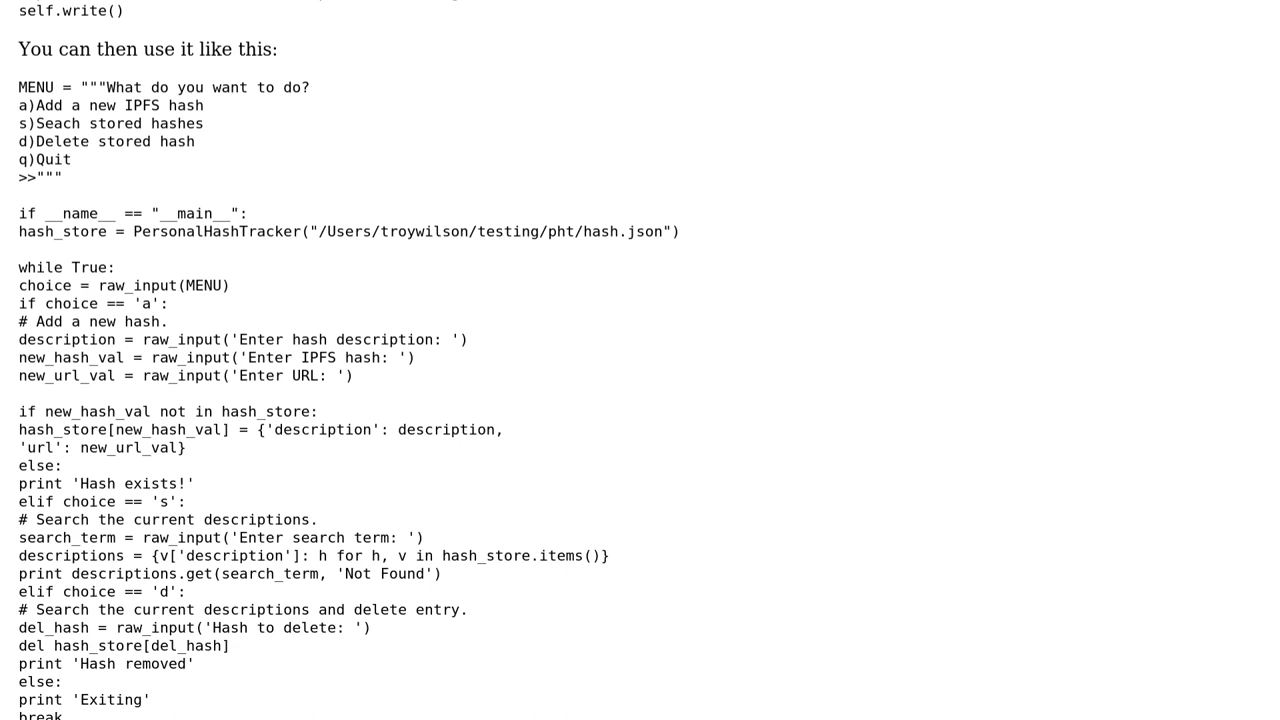 self.write()
You can then use it like this:
MENU = """What do you want to do?
a)Add a new IPFS hash
s)Seach stored hashes
d)Delete stored hash
q)Quit
>>"""
if __name__ == "__main__":
hash_store = PersonalHashTracker("/Users/troywilson/testing/pht/hash.json")
while True:
choice = raw_input(MENU)
if choice == 'a':
# Add a new hash.
description = raw_input('Enter hash description: ')
new_hash_val = raw_input('Enter IPFS hash: ')
new_url_val = raw_input('Enter URL: ')
if new_hash_val not in hash_store:
hash_store[new_hash_val] = {'description': description,
'url': new_url_val}
else:
print 'Hash exists!'
elif choice == 's':
# Search the current descriptions.
search_term = raw_input('Enter search term: ')
descriptions = {v['description']: h for h, v in hash_store.items()}
print descriptions.get(search_term, 'Not Found')
elif choice == 'd':
# Search the current descriptions and delete entry.
del_hash = raw_input('Hash to delete: ')
del hash_store[del_hash]
print 'Hash removed'
else:
print 'Exiting'
break